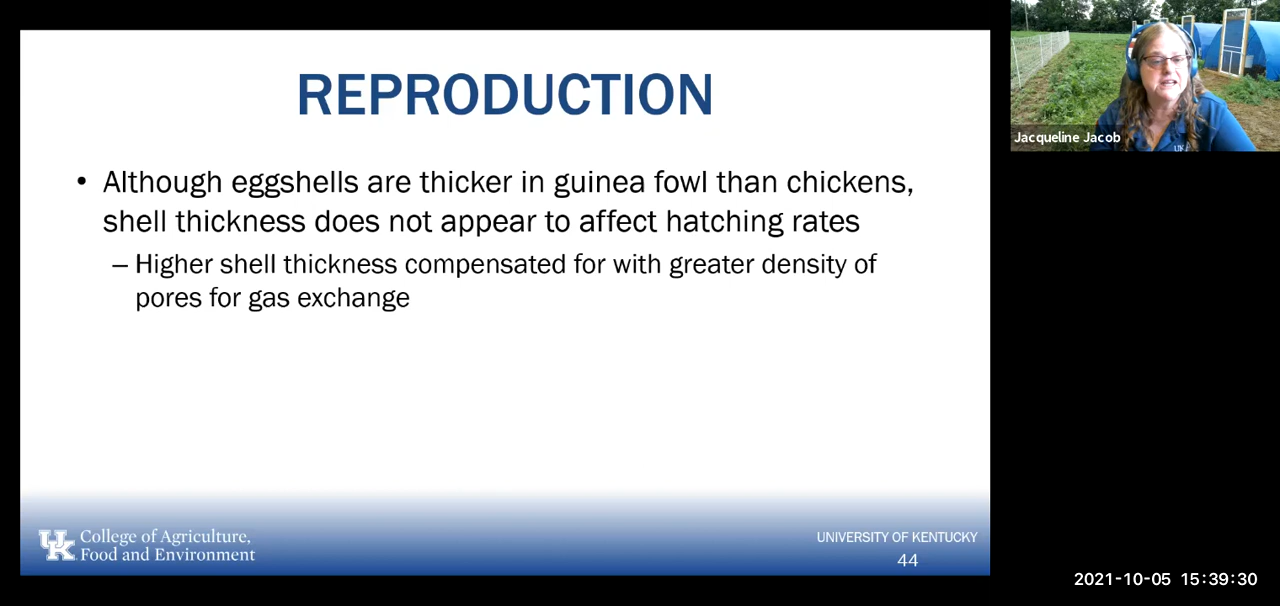 REPRODUCTION
• Although eggshells are thicker in guinea fowl than chickens,
shell thickness does not appear to affect hatching rates
– Higher shell thickness compensated for with greater density of
pores for gas exchange
UK College of Agriculture,
Food and Environment
UNIVERSITY OF KENTUCKY
44
Jacqueline Jacob
UK
2021-10-05 15:39:30